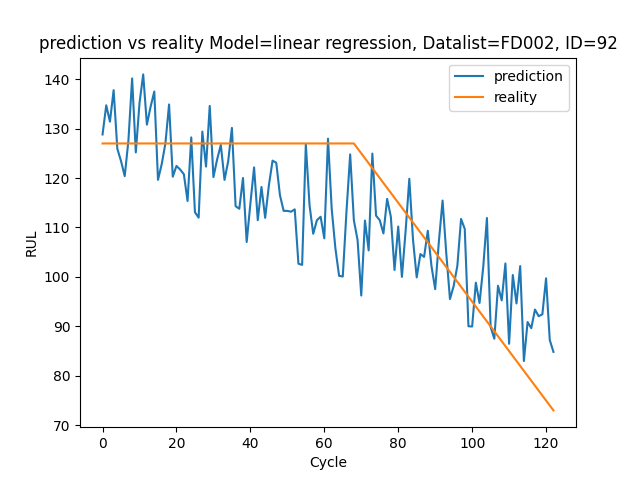 prediction vs reality Model=linear regression, Datalist=FD002, ID=92
prediction
reality
RUL
140
130
120
110
100
90
80
70
0 20 40 60 80 100 120
Cycle